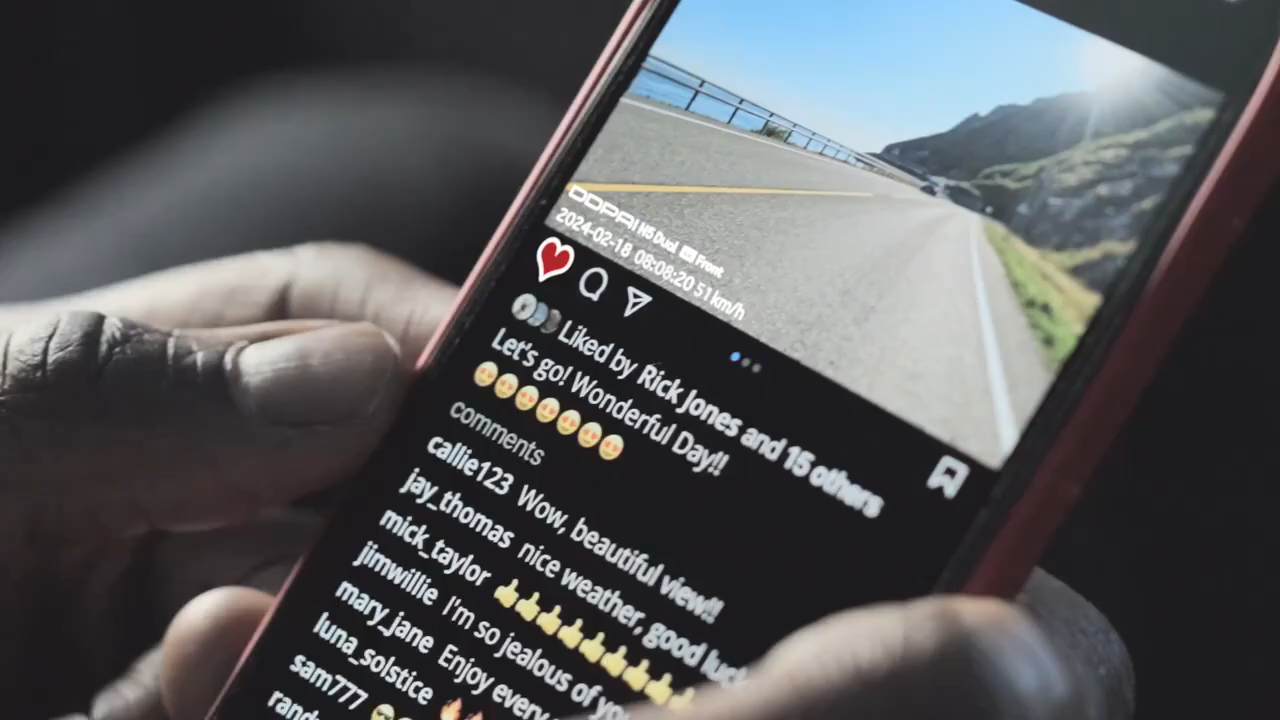 DDPAI N5 Dual Front
2024-02-18 08:08:20 51km/h
Liked by Rick Jones and 15 others
Let's go! Wonderful Day!!
😍😍😍😍😍😍😍
comments
callie123 Wow, beautiful view!!
jay_thomas nice weather, good luck
mick_taylor 👍👍👍👍👍👍👍👍👍
jimwillie I'm so jealous of you
mary_jane Enjoy every
luna_solstice 🔥🔥
sam777 😎